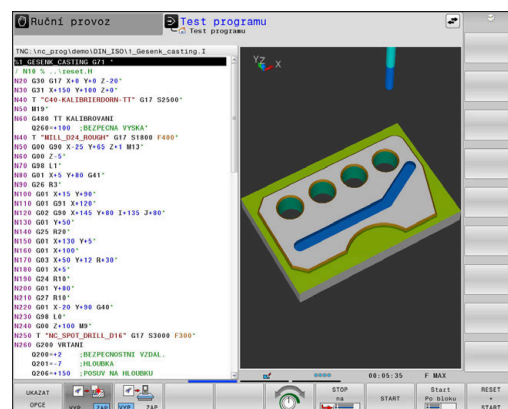 Ruční provoz
Test programu
Test programu
TNC:\nc_prog\demo\DIN_ISO\1_Gesenk_casting.I
%1_GESENK_CASTING G71 *
/ N10 % ..\reset.H
N20 G30 G17 X+0 Y+0 Z-20*
N30 G31 X+150 Y+100 Z+0*
N40 T "C40-KALIBRIERDORN-TT" G17 S2500*
N50 M19*
N60 G480 TT KALIBROVANI
Q260=+100 ;BEZPECNA VYSKA*
N40 T "MILL_D24_ROUGH" G17 S1800 F400*
N50 G00 G90 X-25 Y+65 Z+1 M13*
N60 G00 Z-5*
N70 G98 L1*
N80 G01 X+5 Y+80 G41*
N90 G26 R3*
N100 G01 X+15 Y+90*
N110 G01 G91 X+120*
N120 G02 G90 X+145 Y+80 I+135 J+80*
N130 G01 Y+50*
N140 G25 R20*
N150 G01 X+130 Y+5*
N160 G01 X+100*
N170 G03 X+50 Y+12 R+30*
N180 G01 X+5*
N190 G24 R10*
N200 G01 Y+80*
N210 G27 R10*
N220 G01 X-20 Y+90 G40*
N230 G98 L0*
N240 G00 Z+100 M9*
N250 T "NC_SPOT_DRILL_D16" G17 S3000 F300*
N260 G200 VRTANI
Q200=+2 ;BEZPECNOSTNI VZDAL.
Q201=-7 ;HLOUBKA
Q206=+150 ;POSUV NA HLOUBKU
YZ X
00:05:35 F MAX
UKAZAT
OPCE
VYP ZAP
VYP ZAP
STOP
na
START
Start
Po bloku
RESET
+
START